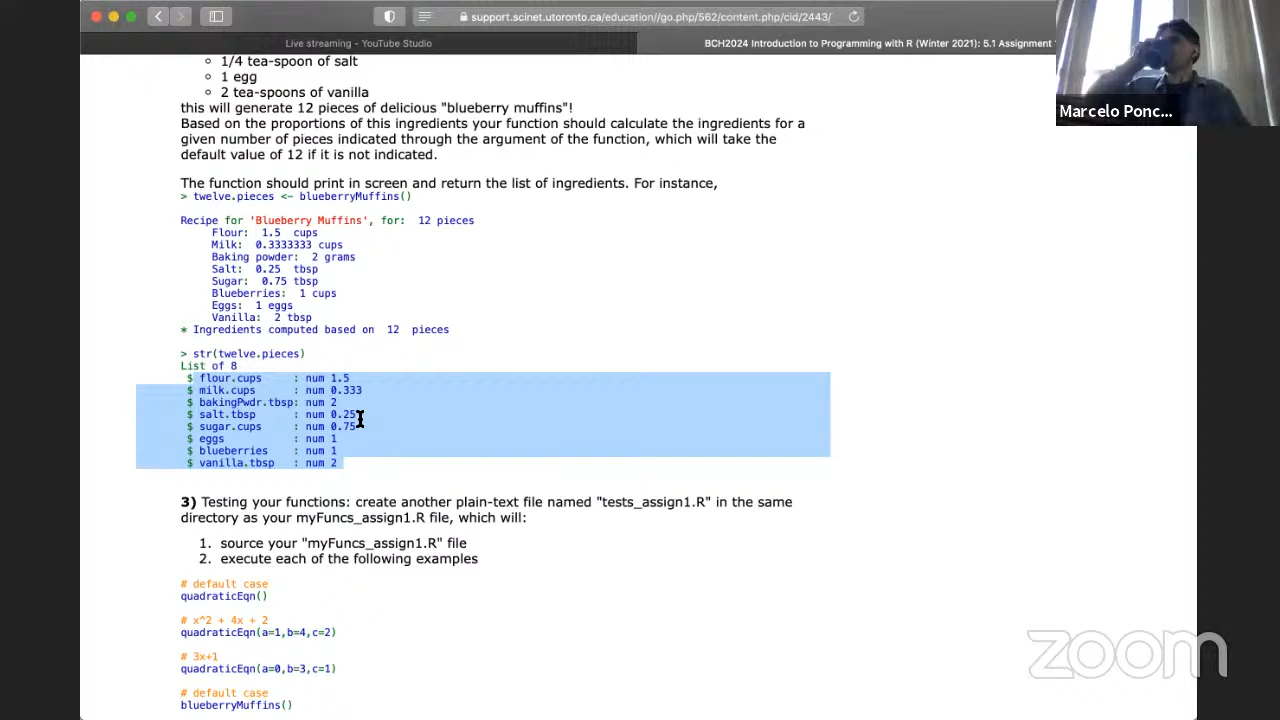 support.scinet.utoronto.ca/education//go.php/562/content.php/cid/2443/
Live streaming - YouTube Studio
BCH2024 Introduction to Programming with R (Winter 2021): 5.1 Assignment
Marcelo Ponc...
1/4 tea-spoon of salt
1 egg
2 tea-spoons of vanilla
this will generate 12 pieces of delicious "blueberry muffins"!
Based on the proportions of this ingredients your function should calculate the ingredients for a
given number of pieces indicated through the argument of the function, which will take the
default value of 12 if it is not indicated.
The function should print in screen and return the list of ingredients. For instance,
> twelve.pieces <- blueberryMuffins()
Recipe for 'Blueberry Muffins', for: 12 pieces
Flour: 1.5 cups
Milk: 0.3333333 cups
Baking powder: 2 grams
Salt: 0.25 tbsp
Sugar: 0.75 tbsp
Blueberries: 1 cups
Eggs: 1 eggs
Vanilla: 2 tbsp
* Ingredients computed based on 12 pieces
> str(twelve.pieces)
List of 8
$ flour.cups : num 1.5
$ milk.cups : num 0.333
$ bakingPwdr.tbsp: num 2
$ salt.tbsp : num 0.25
$ sugar.cups : num 0.75
$ eggs : num 1
$ blueberries : num 1
$ vanilla.tbsp : num 2
3) Testing your functions: create another plain-text file named "tests_assign1.R" in the same
directory as your myFuncs_assign1.R file, which will:
1. source your "myFuncs_assign1.R" file
2. execute each of the following examples
# default case
quadraticEqn()
# x^2 + 4x + 2
quadraticEqn(a=1,b=4,c=2)
# 3x+1
quadraticEqn(a=0,b=3,c=1)
# default case
blueberryMuffins()
zoom